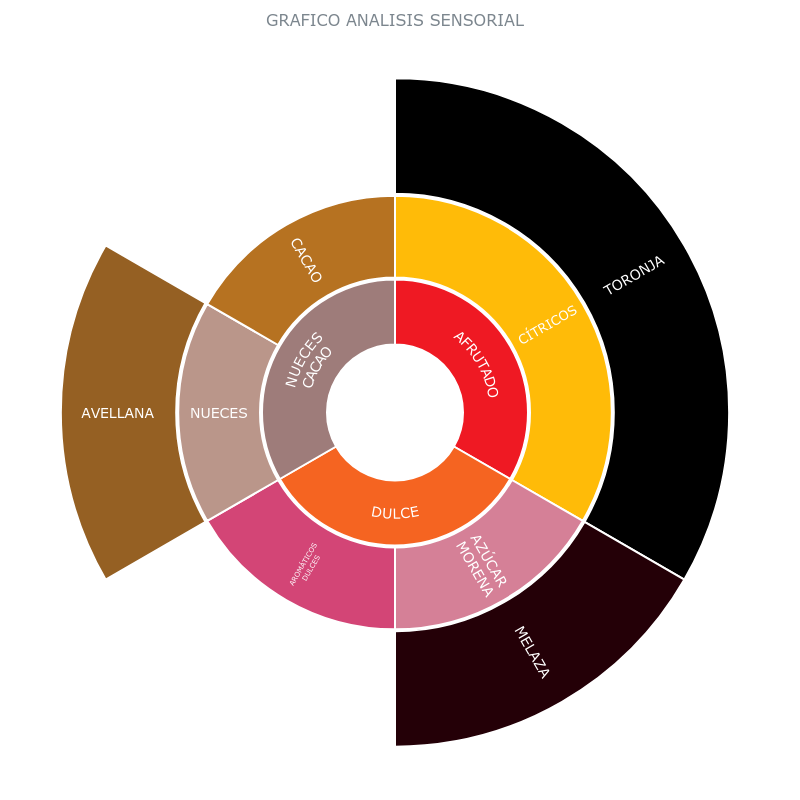 GRAFICO ANALISIS SENSORIAL
TORONJA
CACAO
CÍTRICOS
NUECES
CACAO
AFRUTADO
AVELLANA
NUECES
DULCE
AZÚCAR
MORENA
AROMÁTICOS
DULCES
MELAZA